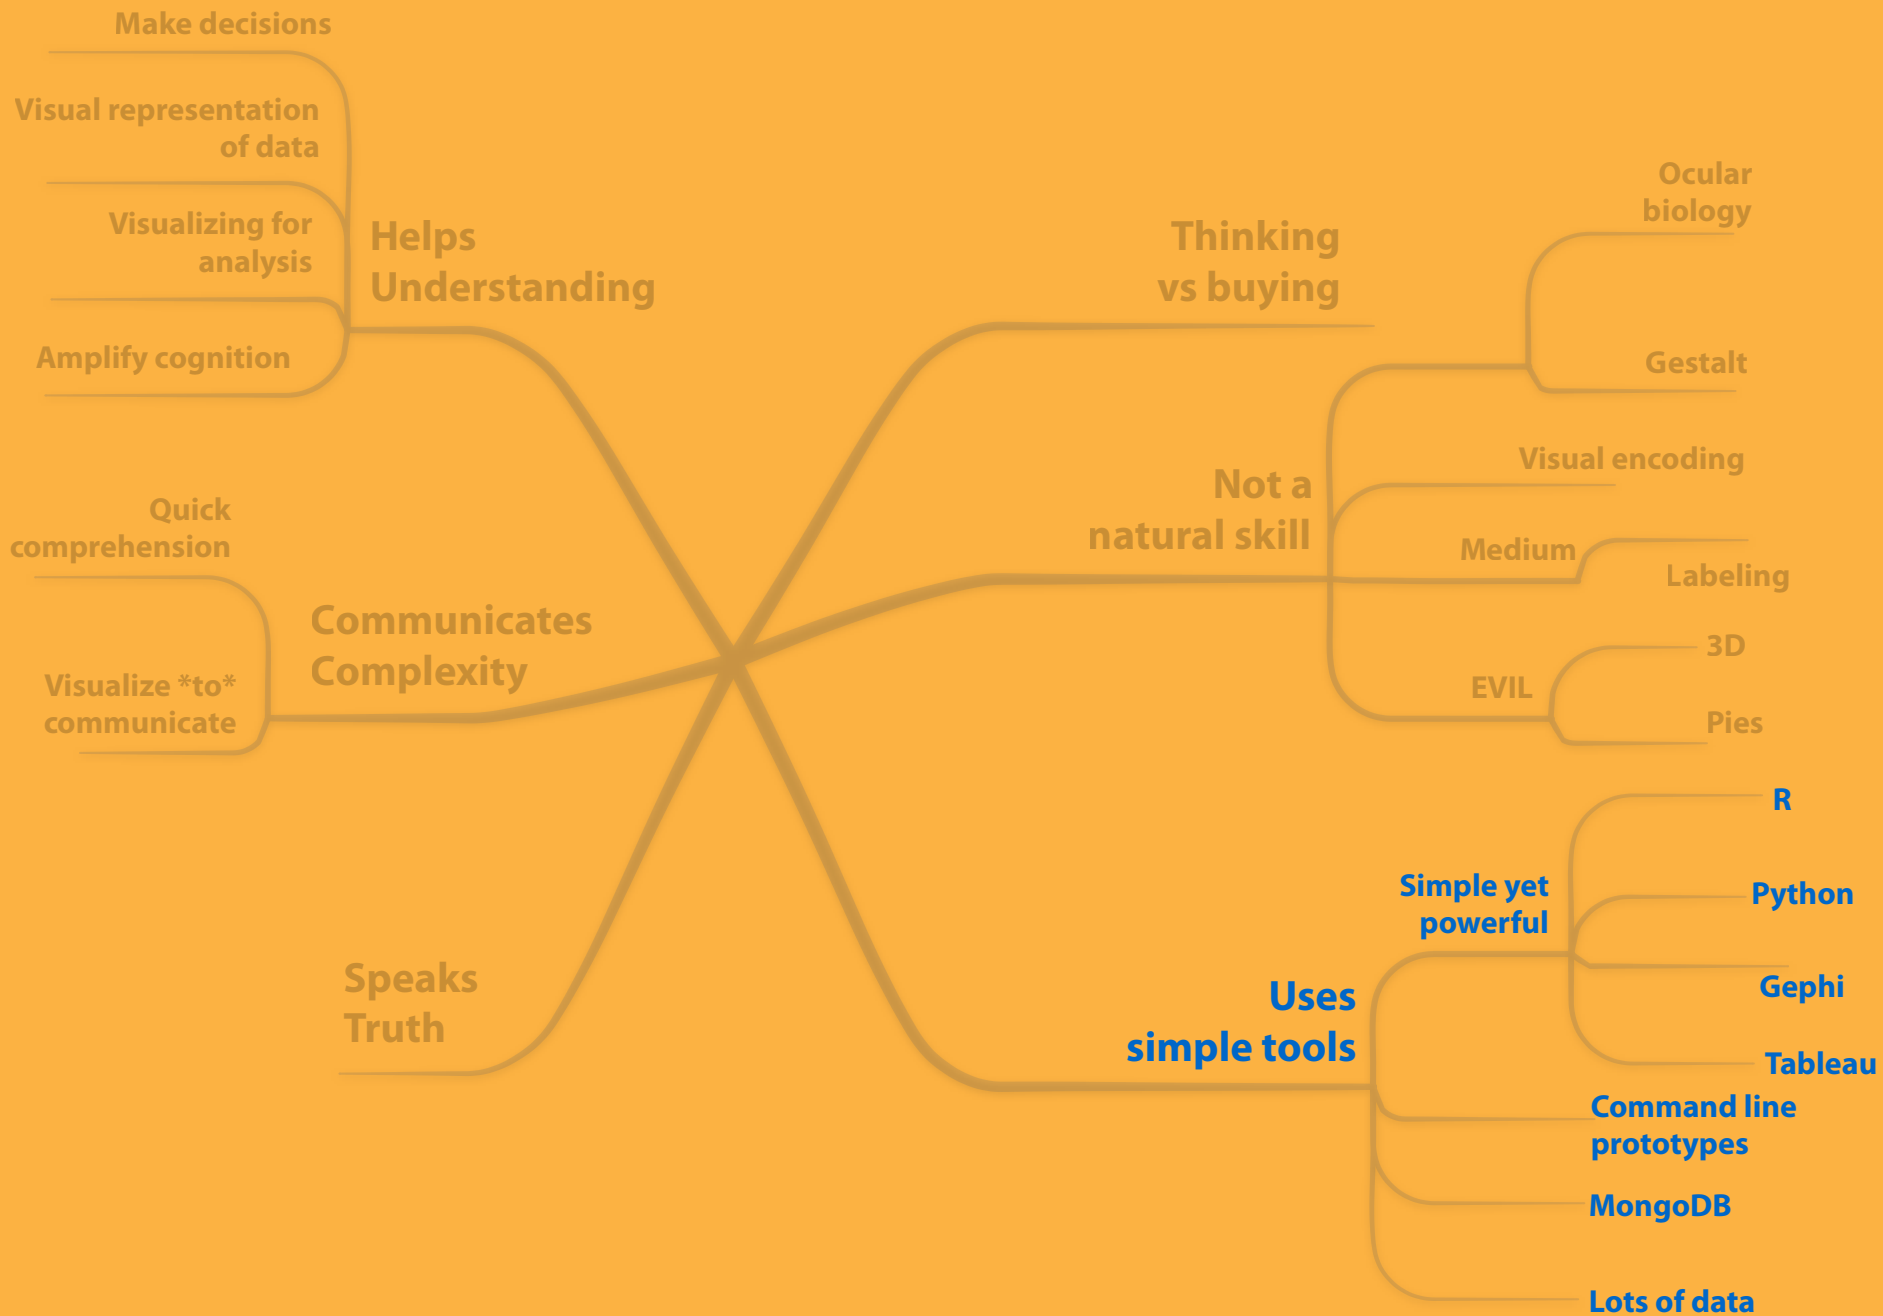 Make decisions
Visual representation
of data
Visualizing for
analysis
Amplify cognition
Helps
Understanding
Quick
comprehension
Visualize *to*
communicate
Communicates
Complexity
Speaks
Truth
Thinking
vs buying
Ocular
biology
Gestalt
Visual encoding
Not a
natural skill
Medium
Labeling
EVIL
3D
Pies
R
Simple yet
powerful
Python
Gephi
Tableau
Uses
simple tools
Command line
prototypes
MongoDB
Lots of data